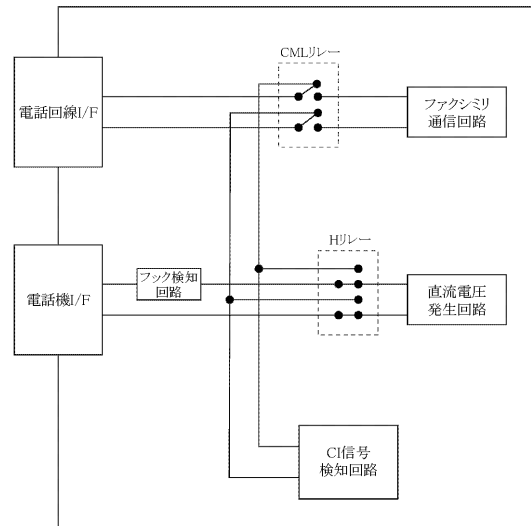 CMLリレー
電話回線I/F
ファクシミリ
通信回路
Hリレー
電話機I/F
フック検知
回路
直流電圧
発生回路
CI信号
検知回路